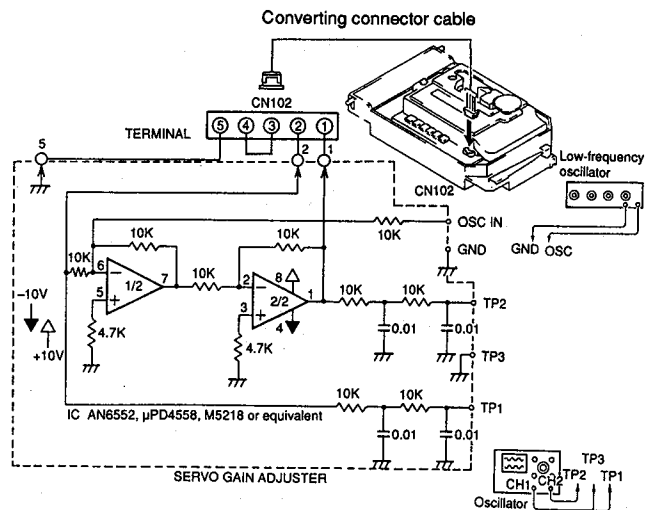 Converting connector cable
CN102
TERMINAL
5 4 3 2 1
5
2
1
CN102
Low-frequency
oscillator
GND OSC
OSC IN
10K
GND
10K
10K
10K
6
5
1/2
7
10K
2
3
2/2
8
4
1
10K
10K
TP2
0.01
0.01
-10V
+10V
4.7K
4.7K
TP3
10K
10K
TP1
0.01
0.01
IC AN6552, μPD4558, M5218 or equivalent
SERVO GAIN ADJUSTER
TP3
TP2
TP1
CH1
CH2
Oscillator